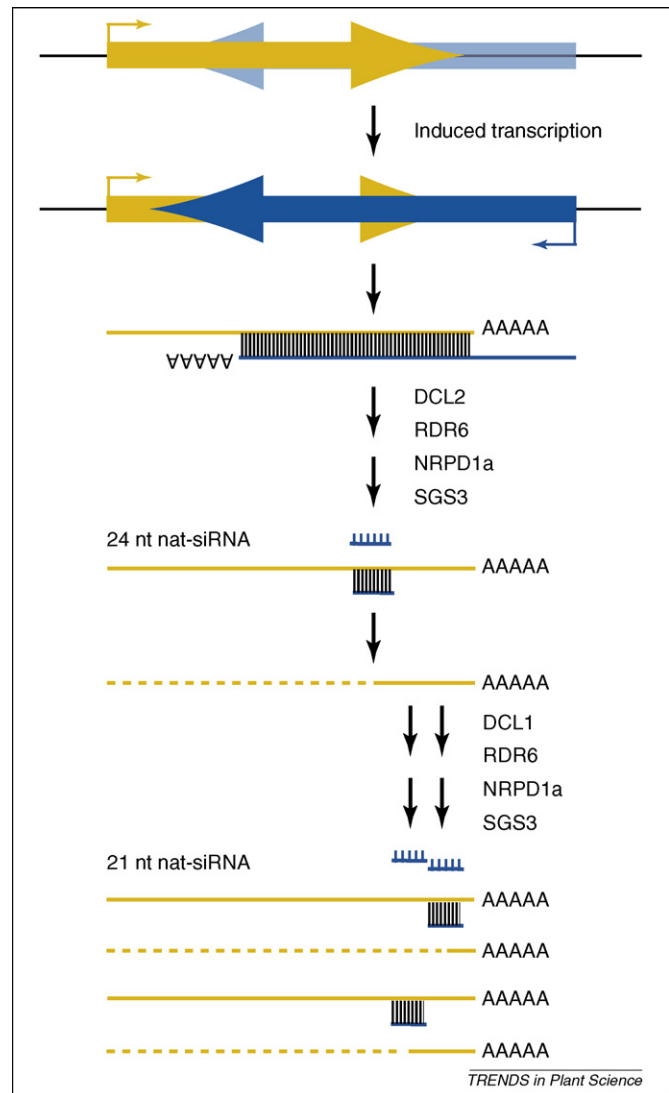 Induced transcription
AAAAA
AAAAA
DCL2
RDR6
NRPD1a
SGS3
24 nt nat-siRNA
AAAAA
AAAAA
DCL1
RDR6
NRPD1a
SGS3
21 nt nat-siRNA
AAAAA
AAAAA
AAAAA
AAAAA
TRENDS in Plant Science